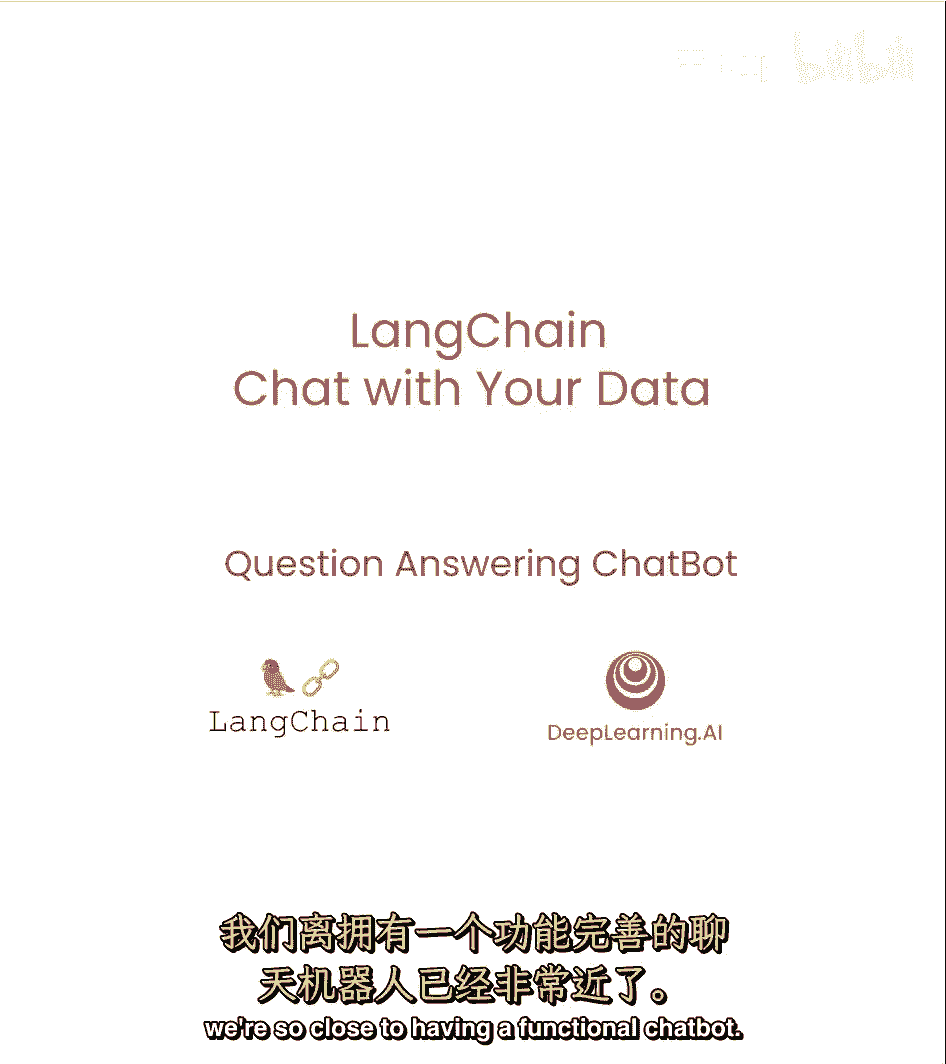 LangChain
Chat with Your Data
Question Answering ChatBot
LangChain
DeepLearning.AI
我们离拥有一个功能完善的聊
天机器人已经非常近了。
we're so close to having a functional chatbot.